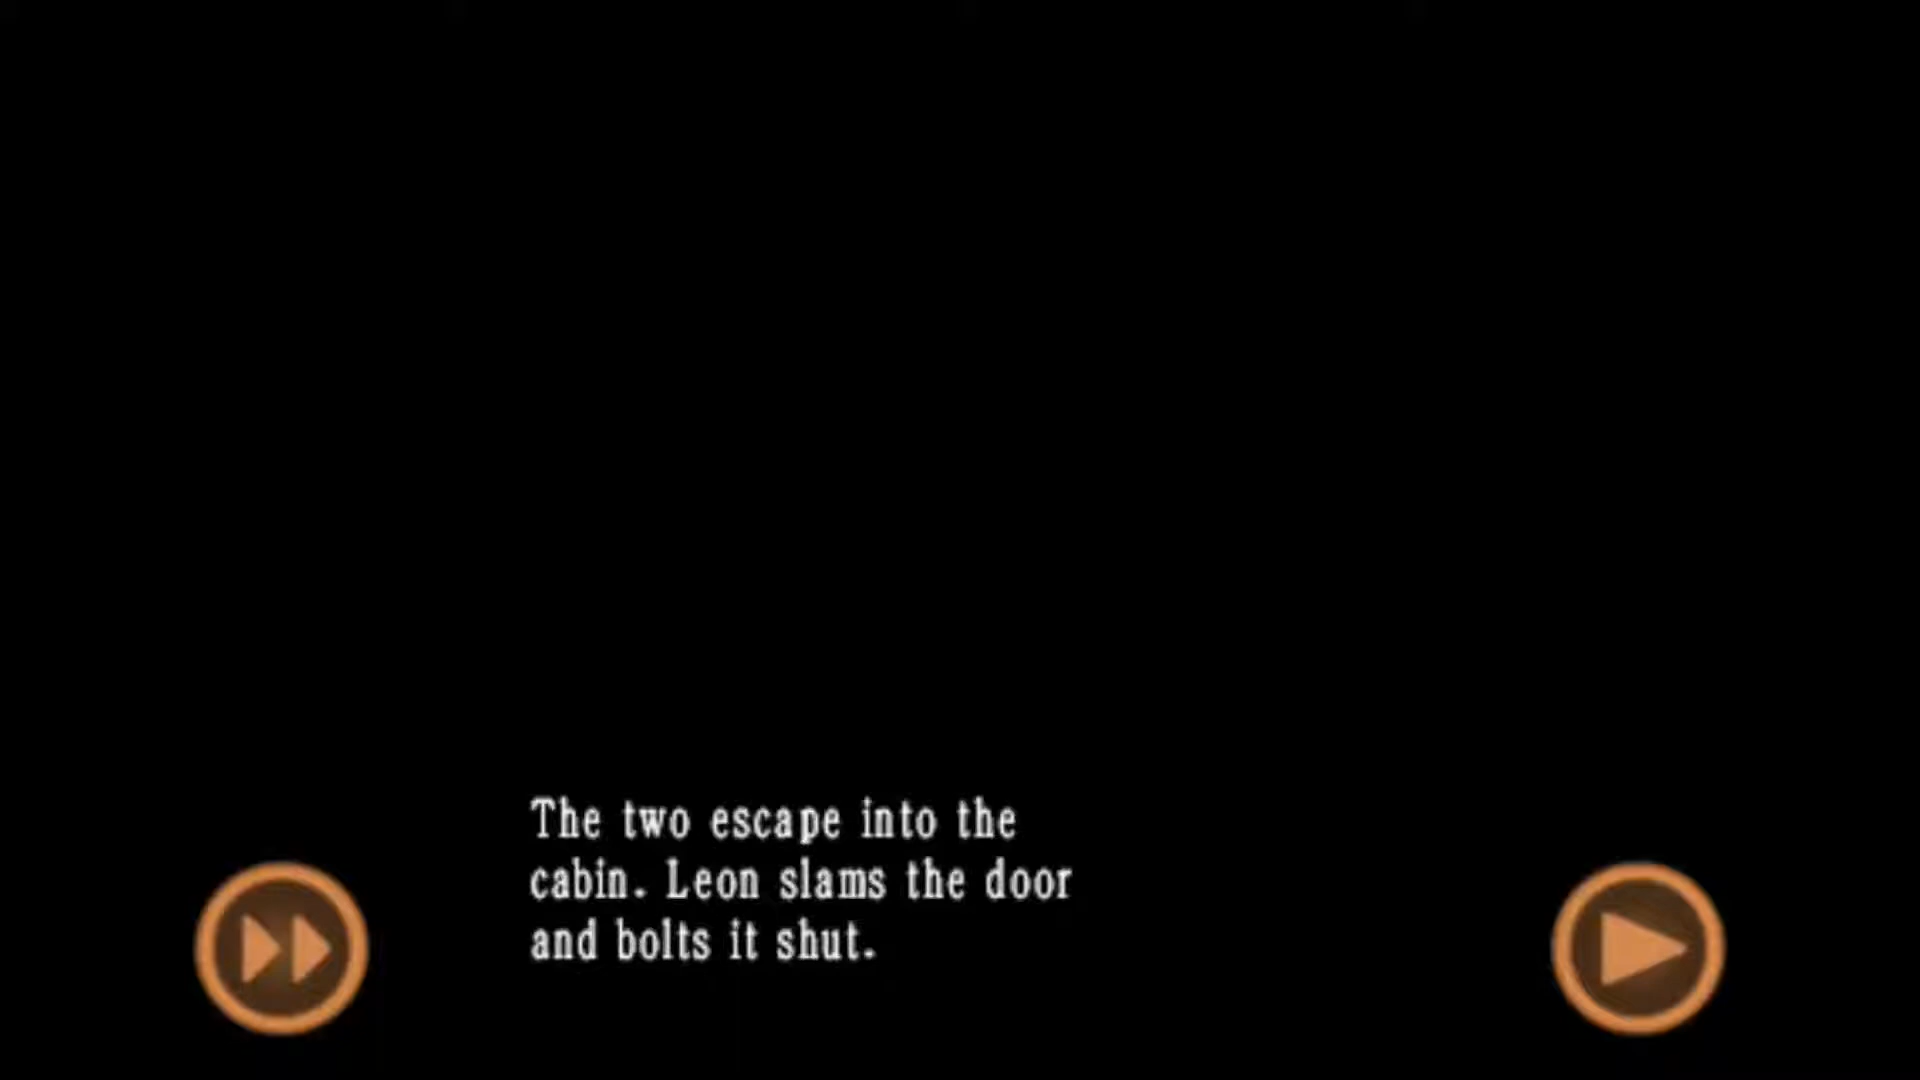 The two escape into the
cabin. Leon slams the door
and bolts it shut.